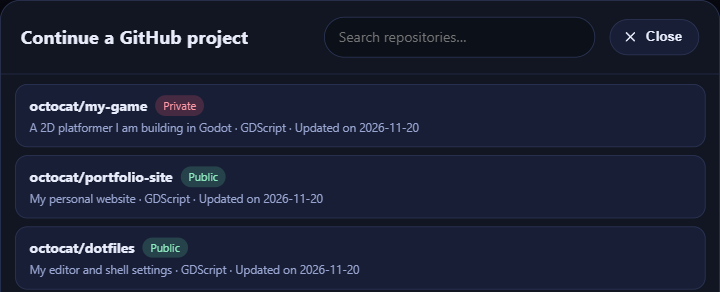 Continue a GitHub project
Search repositories...
× Close
octocat/my-game Private
A 2D platformer I am building in Godot · GDScript · Updated on 2026-11-20
octocat/portfolio-site Public
My personal website · GDScript · Updated on 2026-11-20
octocat/dotfiles Public
My editor and shell settings · GDScript · Updated on 2026-11-20